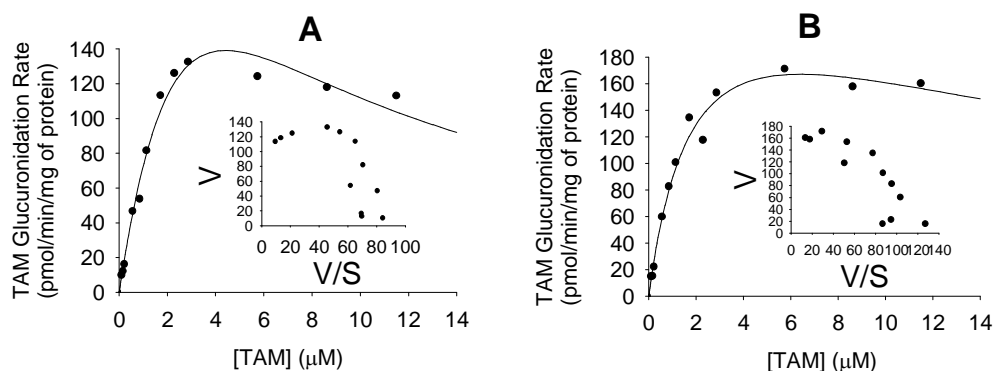 A
TAM Glucuronidation Rate
(pmol/min/mg of protein)
140
120
100
80
60
40
20
0
0 2 4 6 8 10 12 14
[TAM] (μM)
V
140
120
100
80
60
40
20
0
0 20 40 60 80 100
V/S
B
TAM Glucuronidation Rate
(pmol/min/mg of protein)
180
160
140
120
100
80
60
40
20
0
0 2 4 6 8 10 12 14
[TAM] (μM)
V
180
160
140
120
100
80
60
40
20
0
0 20 40 60 80 100 120 140
V/S